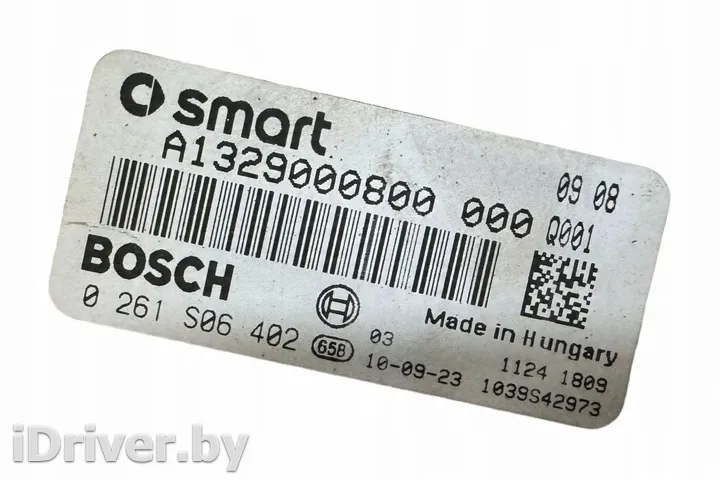 smart
A1329000800 000
09 08
Q001
BOSCH
0 261 S06 402
65B
03
10-09-23
Made in Hungary
1124 1809
1039S42973
iDriver.by